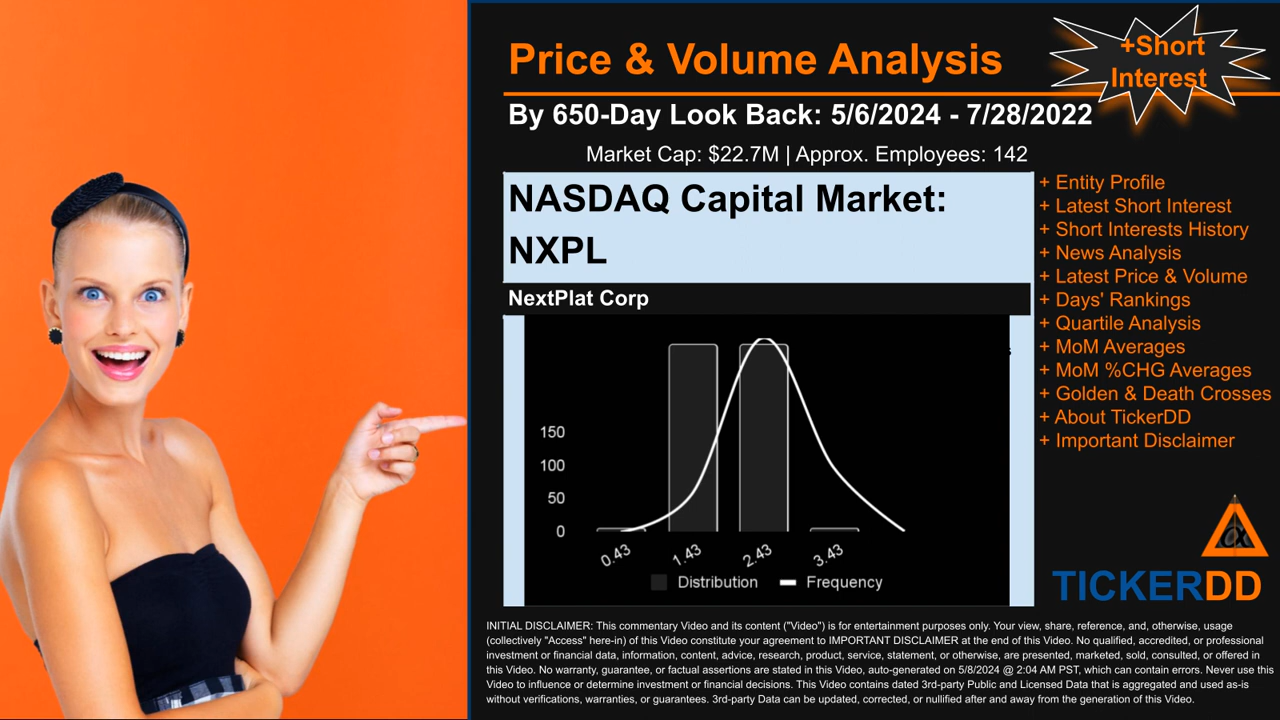 Price & Volume Analysis
+Short
Interest
By 650-Day Look Back: 5/6/2024 - 7/28/2022
Market Cap: $22.7M | Approx. Employees: 142
NASDAQ Capital Market:
NXPL
NextPlat Corp
150
100
50
0
0.43
1.43
2.43
3.43
Distribution
Frequency
+ Entity Profile
+ Latest Short Interest
+ Short Interests History
+ News Analysis
+ Latest Price & Volume
+ Days' Rankings
+ Quartile Analysis
+ MoM Averages
+ MoM %CHG Averages
+ Golden & Death Crosses
+ About TickerDD
+ Important Disclaimer
TICKERDD
INITIAL DISCLAIMER: This commentary Video and its content ("Video") is for entertainment purposes only. Your view, share, reference, and, otherwise, usage
(collectively "Access" here-in) of this Video constitute your agreement to IMPORTANT DISCLAIMER at the end of this Video. No qualified, accredited, or professional
investment or financial data, information, content, advice, research, product, service, statement, or otherwise, are presented, marketed, sold, consulted, or offered in
this Video. No warranty, guarantee, or factual assertions are stated in this Video, auto-generated on 5/8/2024 @ 2:04 AM PST, which can contain errors. Never use this
Video to influence or determine investment or financial decisions. This Video contains dated 3rd-party Public and Licensed Data that is aggregated and used as-is
without verifications, warranties, or guarantees. 3rd-party Data can be updated, corrected, or nullified after and away from the generation of this Video.